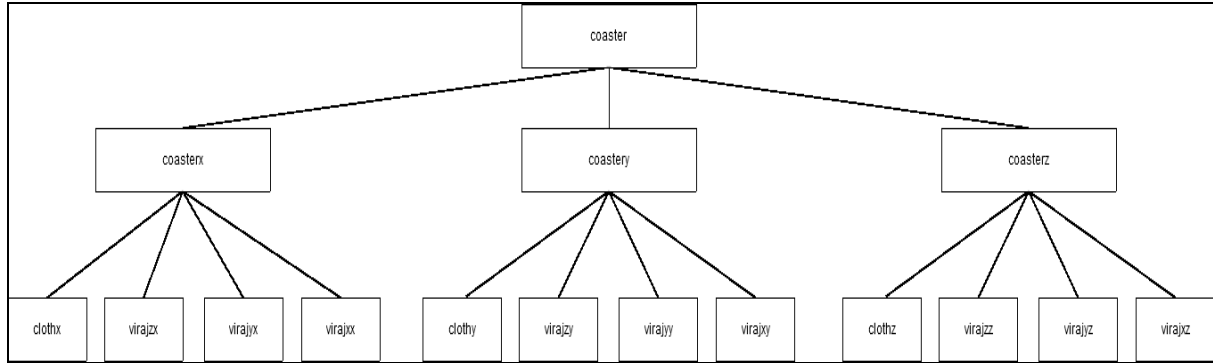 coaster
coasterx
coastery
coasterz
clothx
virajzx
virajyx
virajxx
clothy
virajzy
virajyy
virajxy
clothz
virajzz
virajyz
virajxz